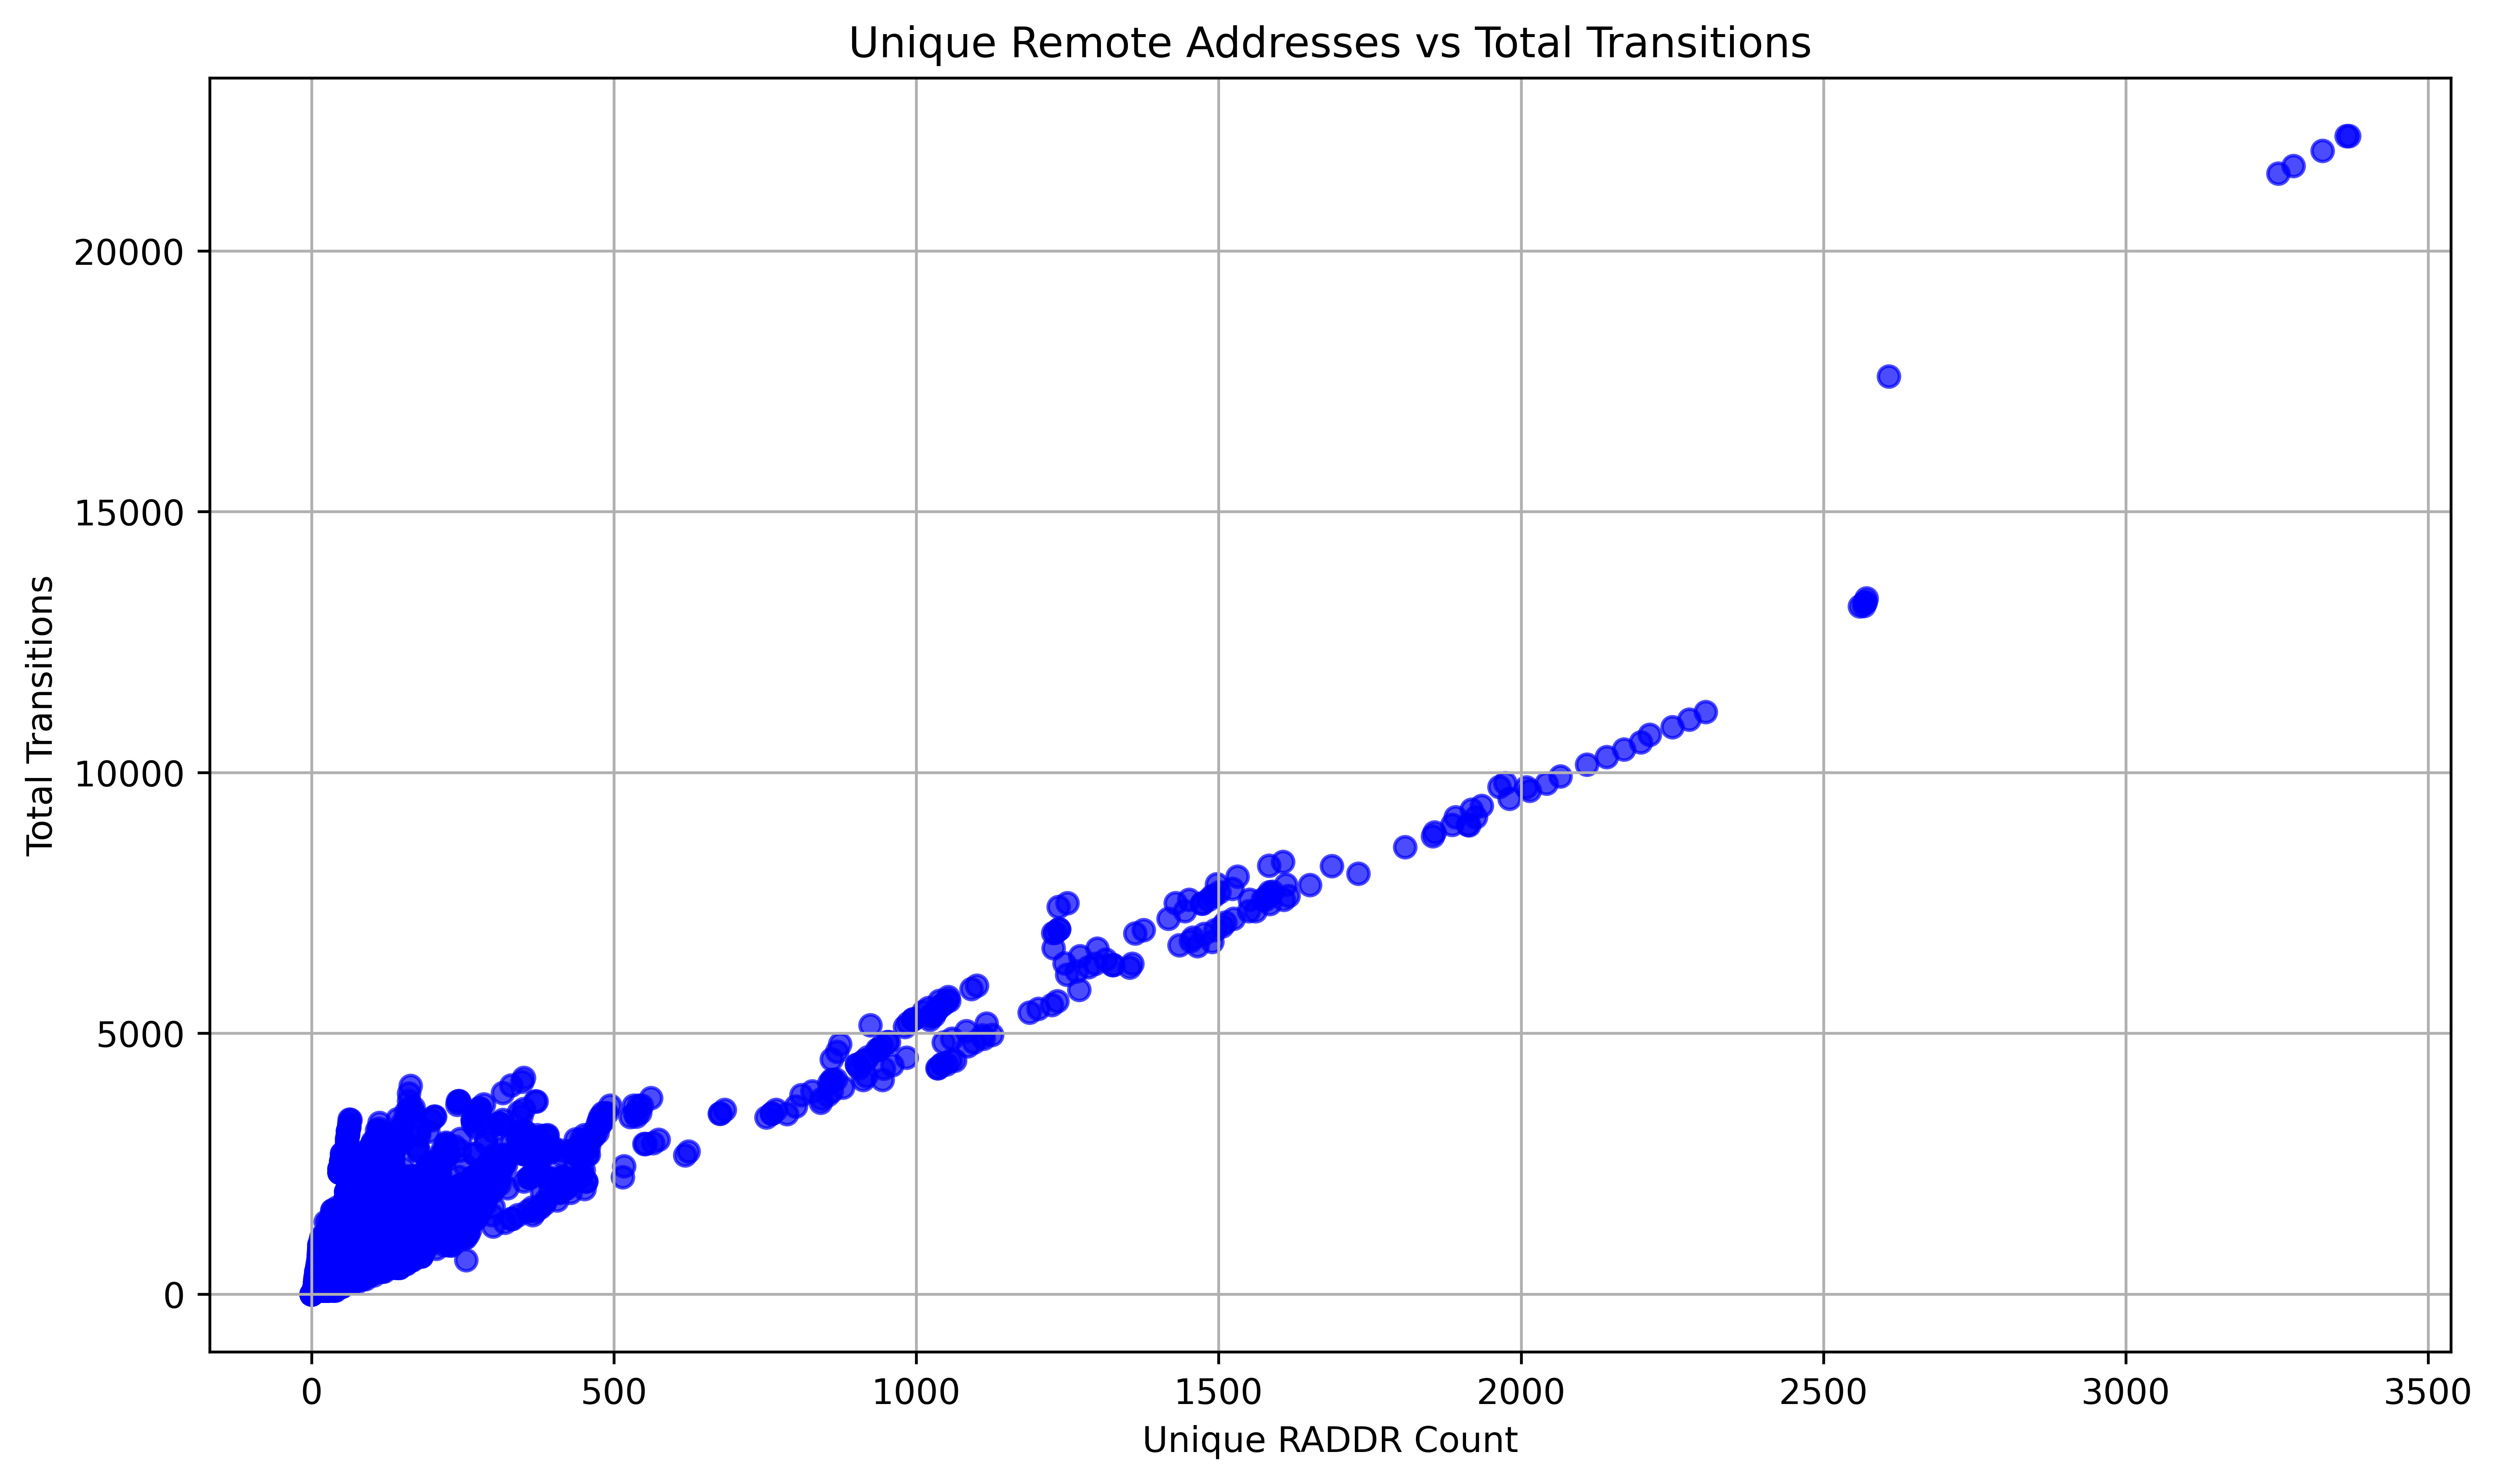 Unique Remote Addresses vs Total Transitions
Total Transitions
20000
15000
10000
5000
0
0 500 1000 1500 2000 2500 3000 3500
Unique RADDR Count